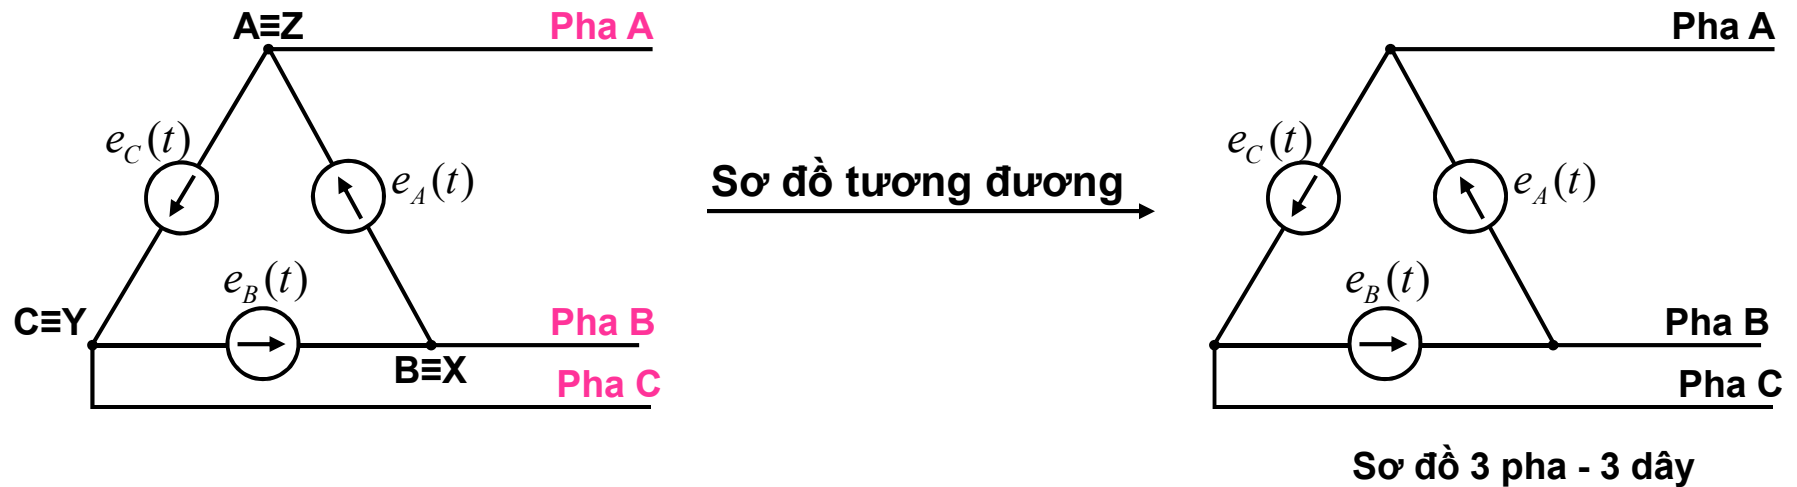 A≡Z
Pha A
e_C(t)
e_A(t)
e_B(t)
C≡Y
Pha B
B≡X
Pha C
Sơ đồ tương đương
Pha A
e_C(t)
e_A(t)
e_B(t)
Pha B
Pha C
Sơ đồ 3 pha - 3 dây